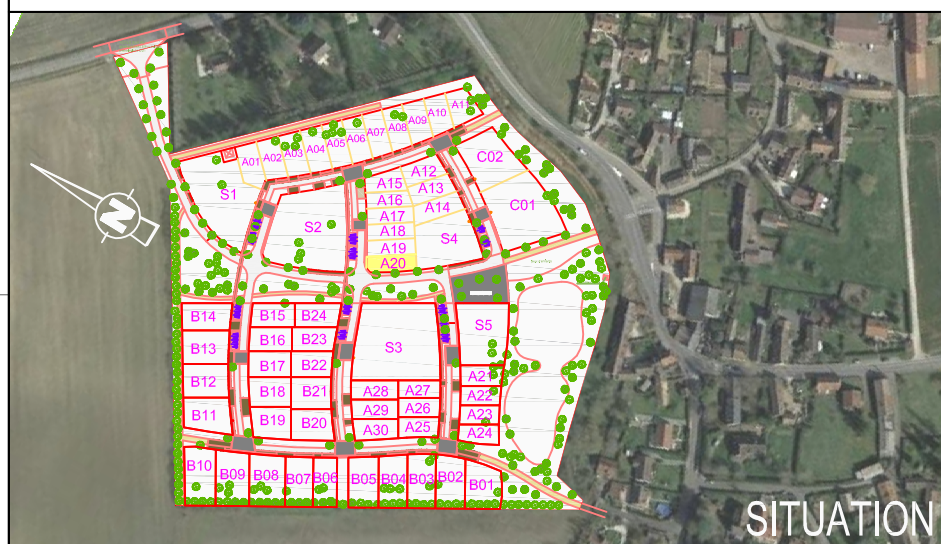 A11
A10
A09
A08
A07
A06
A05
A04
A03
A02
A01
C02
A12
A15
A13
S1
A16
C01
A14
A17
S2
A18
S4
A19
A20
N
B14
B15
B24
S5
B16
B23
B13
S3
B17
B22
A21
B12
B18
B21
A28
A27
A22
A29
A26
B11
A23
B19
B20
A30
A25
A24
B10
B09
B08
B07
B06
B05
B04
B03
B02
B01
SITUATION